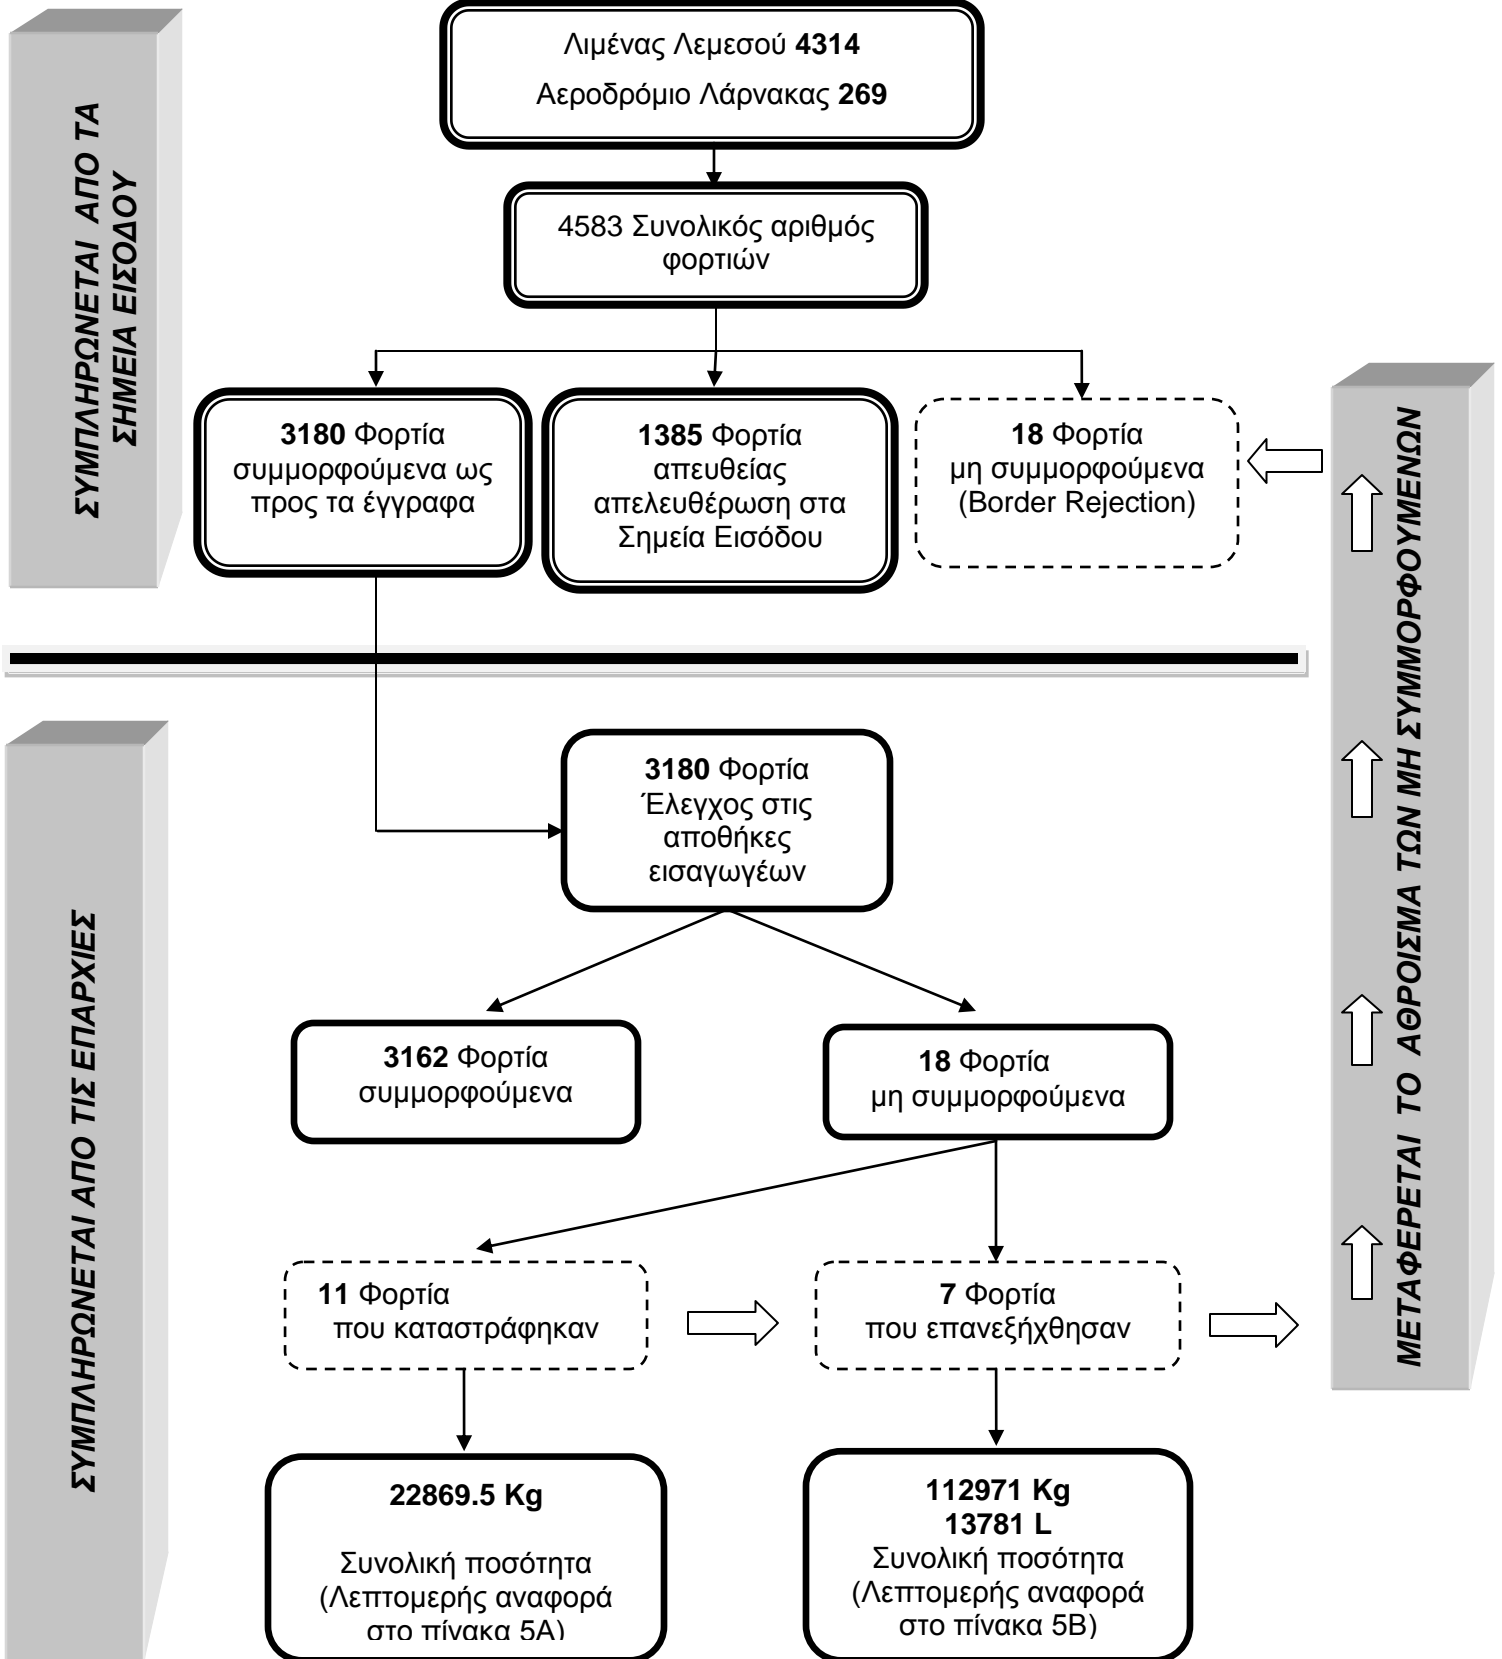 Λιμένας Λεμεσού 4314
Αεροδρόμιο Λάρνακας 269
4583 Συνολικός αριθμός
φορτιών
ΣΥΜΠΛΗΡΩΝΕΤΑΙ ΑΠΟ ΤΑ
ΣΗΜΕΙΑ ΕΙΣΟΔΟΥ
3180 Φορτία
συμμορφούμενα ως
προς τα έγγραφα
1385 Φορτία
απευθείας
απελευθέρωση στα
Σημεία Εισόδου
18 Φορτία
μη συμμορφούμενα
(Border Rejection)
ΜΕΤΑΦΕΡΕΤΑΙ ΤΟ ΑΘΡΟΙΣΜΑ ΤΩΝ ΜΗ ΣΥΜΜΟΡΦΟΥΜΕΝΩΝ
3180 Φορτία
Έλεγχος στις
αποθήκες
εισαγωγέων
ΣΥΜΠΛΗΡΩΝΕΤΑΙ ΑΠΟ ΤΙΣ ΕΠΑΡΧΙΕΣ
3162 Φορτία
συμμορφούμενα
18 Φορτία
μη συμμορφούμενα
11 Φορτία
που καταστράφηκαν
7 Φορτία
που επανεξήχθησαν
22869.5 Kg
Συνολική ποσότητα
(Λεπτομερής αναφορά
στο πίνακα 5Α)
112971 Kg
13781 L
Συνολική ποσότητα
(Λεπτομερής αναφορά
στο πίνακα 5Β)